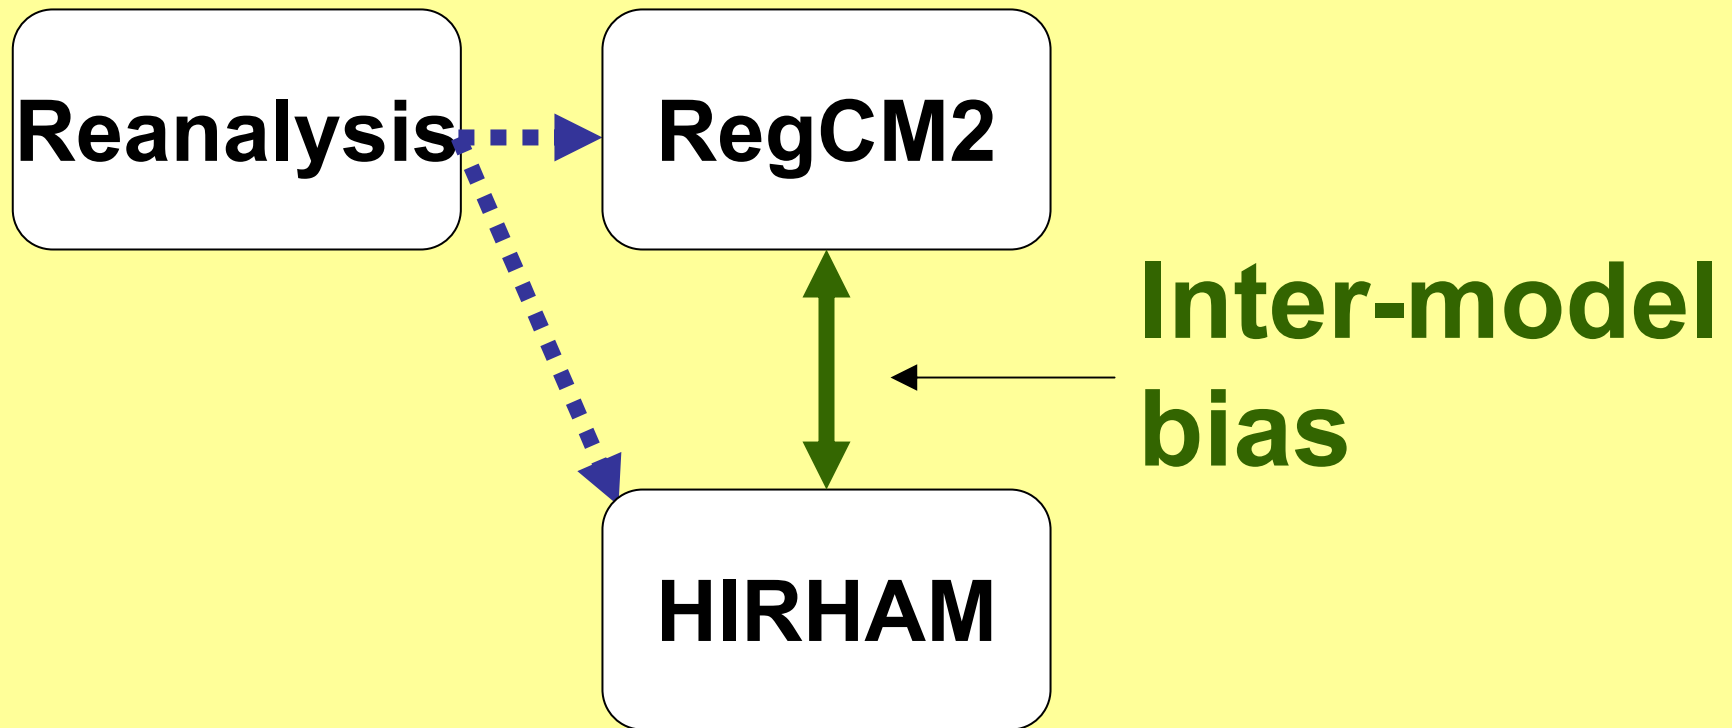 Reanalysis
RegCM2
Inter-model
bias
HIRHAM